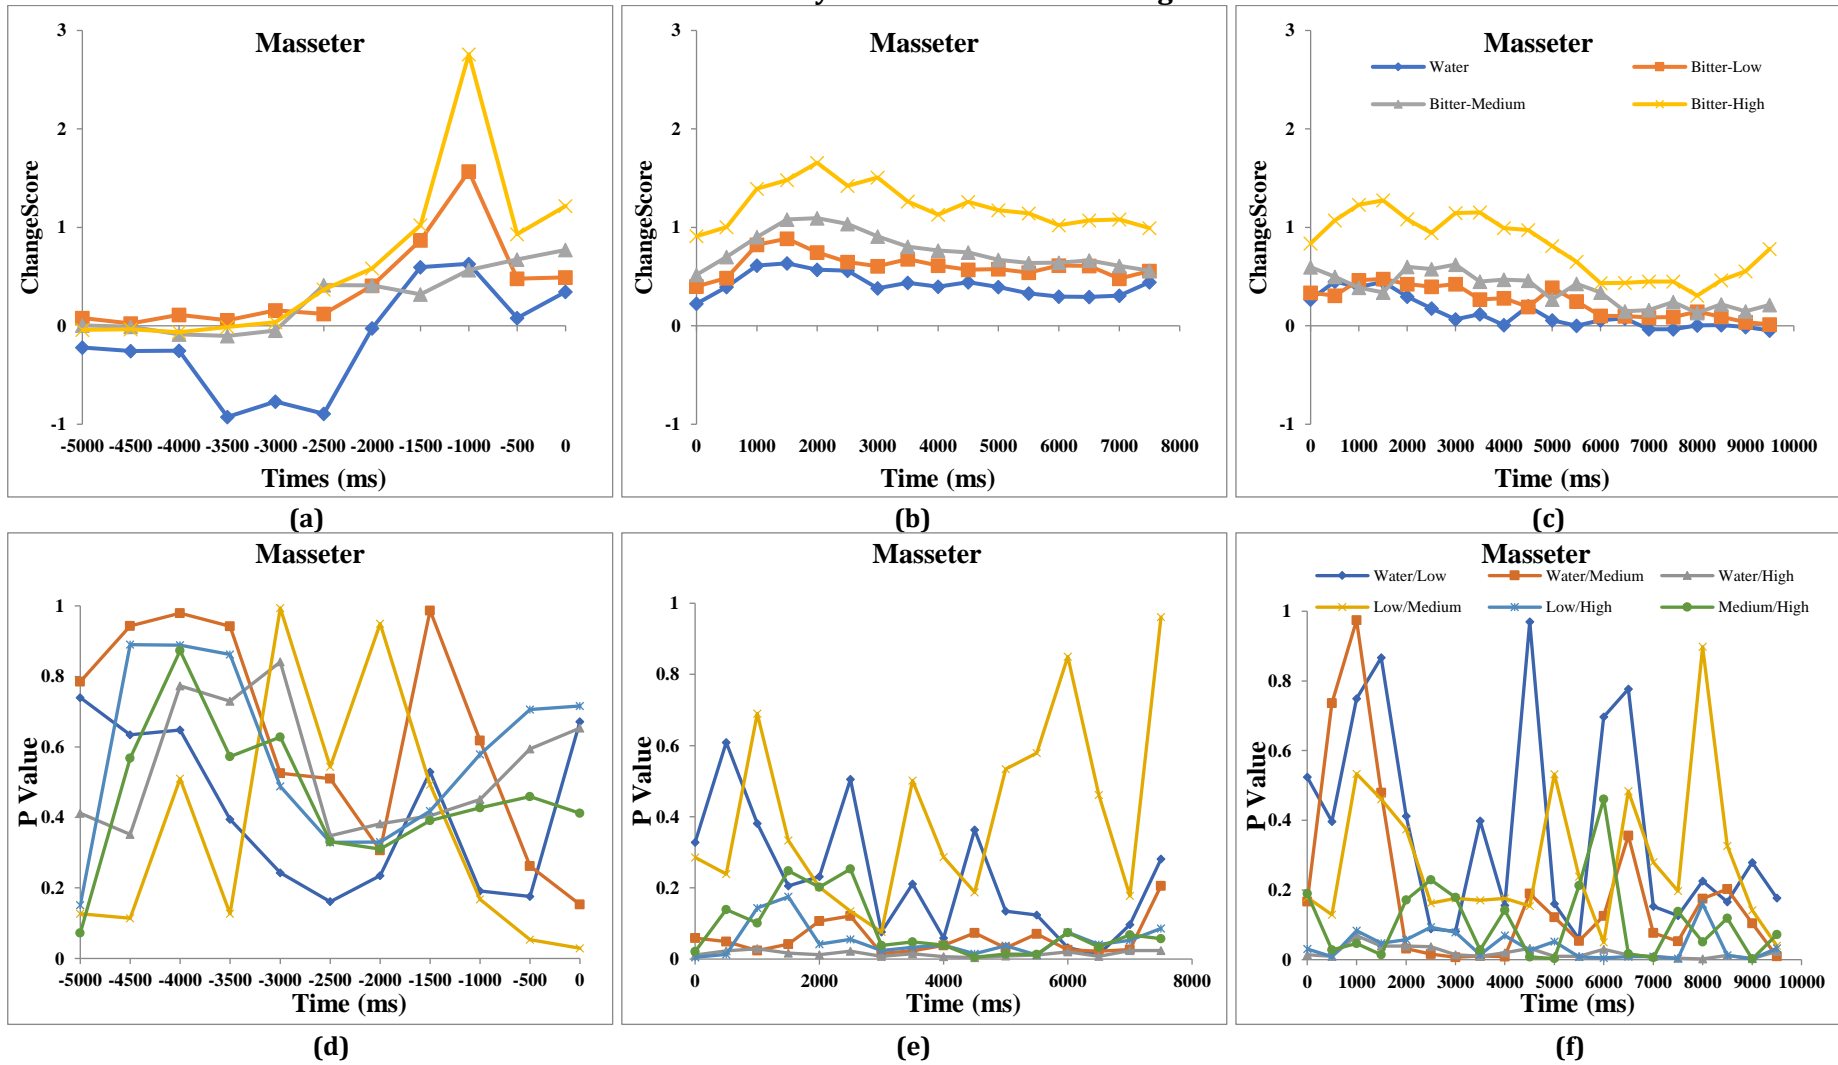 Masseter
3
2
1
0
-1
ChangeScore
-5000 -4500 -4000 -3500 -3000 -2500 -2000 -1500 -1000 -500 0
Times (ms)
(a)
Masseter
3
2
1
0
-1
ChangeScore
0 1000 2000 3000 4000 5000 6000 7000 8000
Time (ms)
(b)
Masseter
Water Bitter-Low
Bitter-Medium Bitter-High
3
2
1
0
-1
ChangeScore
0 1000 2000 3000 4000 5000 6000 7000 8000 9000 10000
Time (ms)
(c)
Masseter
1
0.8
0.6
0.4
0.2
0
P Value
-5000 -4500 -4000 -3500 -3000 -2500 -2000 -1500 -1000 -500 0
Time (ms)
(d)
Masseter
1
0.8
0.6
0.4
0.2
0
P Value
0 2000 4000 6000 8000
Time (ms)
(e)
Masseter
Water/Low Water/Medium Water/High
Low/Medium Low/High Medium/High
1
0.8
0.6
0.4
0.2
0
P Value
0 1000 2000 3000 4000 5000 6000 7000 8000 9000 10000
Time (ms)
(f)